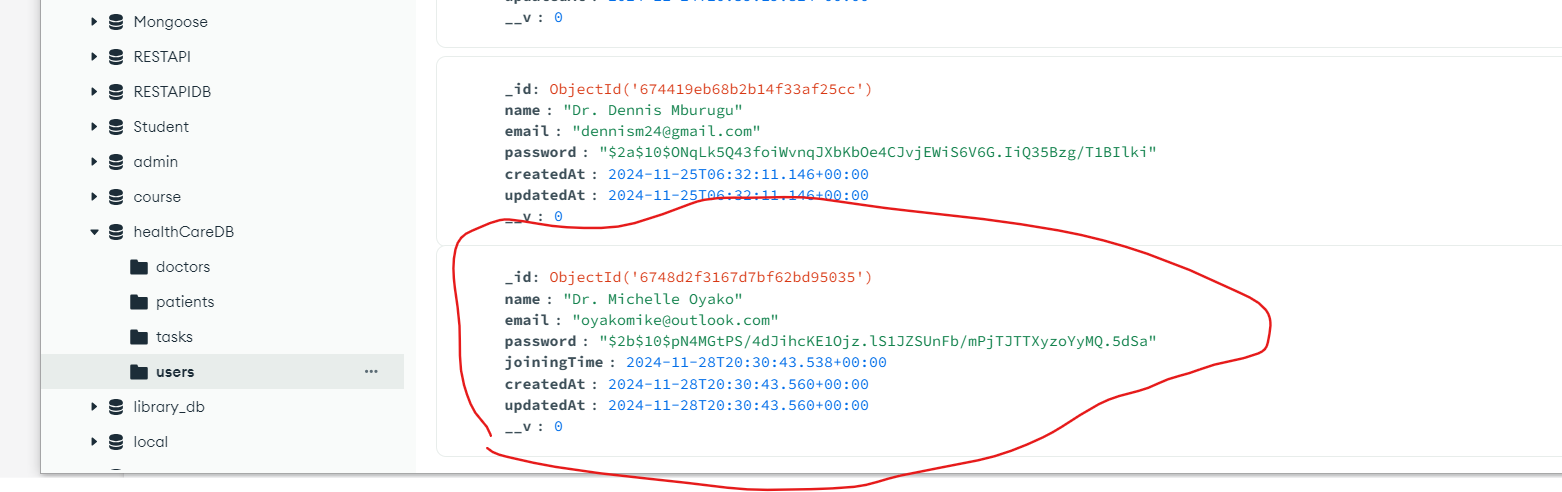 Mongoose
RESTAPI
RESTAPIDB
Student
admin
course
healthCareDB
doctors
patients
tasks
users ...
library_db
local
__v : 0
_id: ObjectId('674419eb68b2b14f33af25cc')
name : "Dr. Dennis Mburugu"
email : "dennism24@gmail.com"
password : "$2a$10$ONqLk5Q43foiWvnqJXbKbOe4CJvjEWiS6V6G.IiQ35Bzg/T1BIlki"
createdAt : 2024-11-25T06:32:11.146+00:00
updatedAt : 2024-11-25T06:32:11.146+00:00
__v : 0
_id: ObjectId('6748d2f3167d7bf62bd95035')
name : "Dr. Michelle Oyako"
email : "oyakomike@outlook.com"
password : "$2b$10$pN4MGtPS/4dJihcKE1Ojz.lS1JZSUnFb/mPjTJTTXyzoYyMQ.5dSa"
joiningTime : 2024-11-28T20:30:43.538+00:00
createdAt : 2024-11-28T20:30:43.560+00:00
updatedAt : 2024-11-28T20:30:43.560+00:00
__v : 0